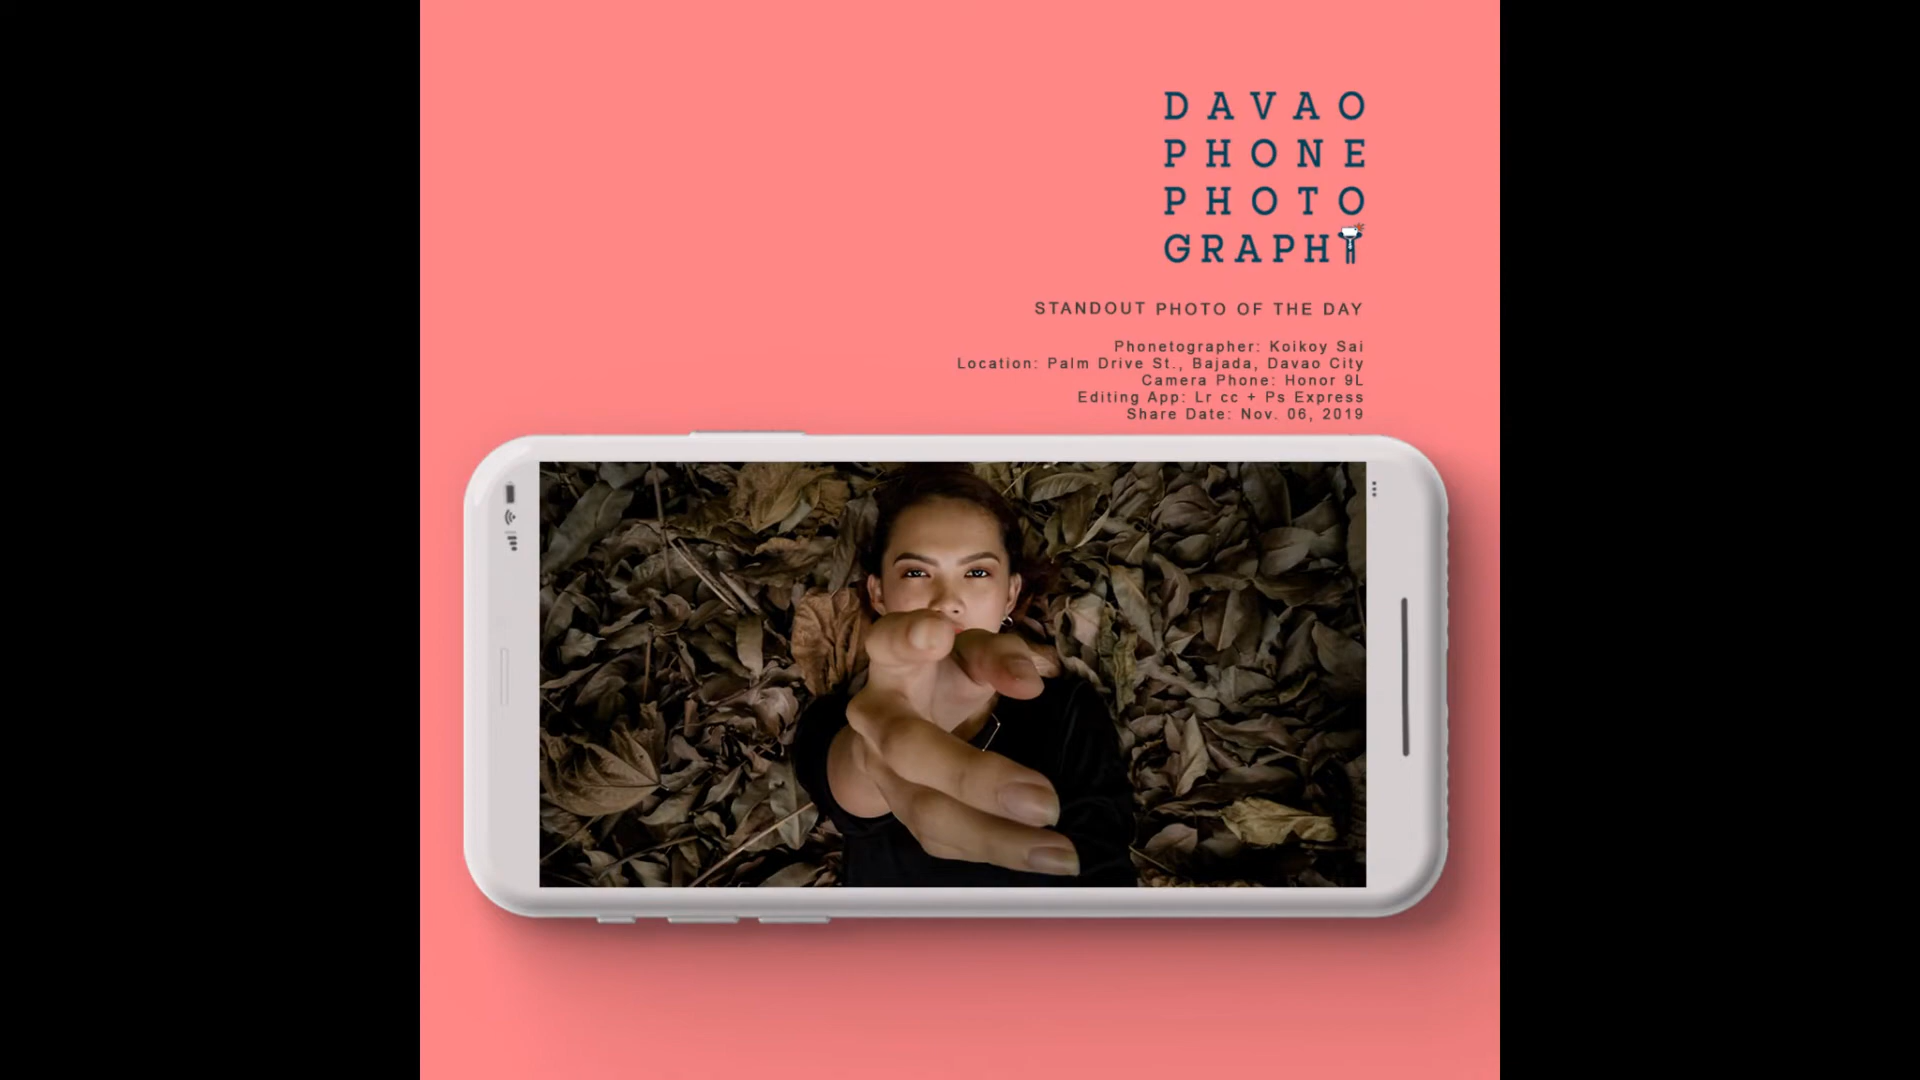 DAVAO
PHONE
PHOTO
GRAPHY
STANDOUT PHOTO OF THE DAY
Phonetographer: Koikoy Sai
Location: Palm Drive St., Bajada, Davao City
Camera Phone: Honor 9L
Editing App: Lr cc + Ps Express
Share Date: Nov. 06, 2019